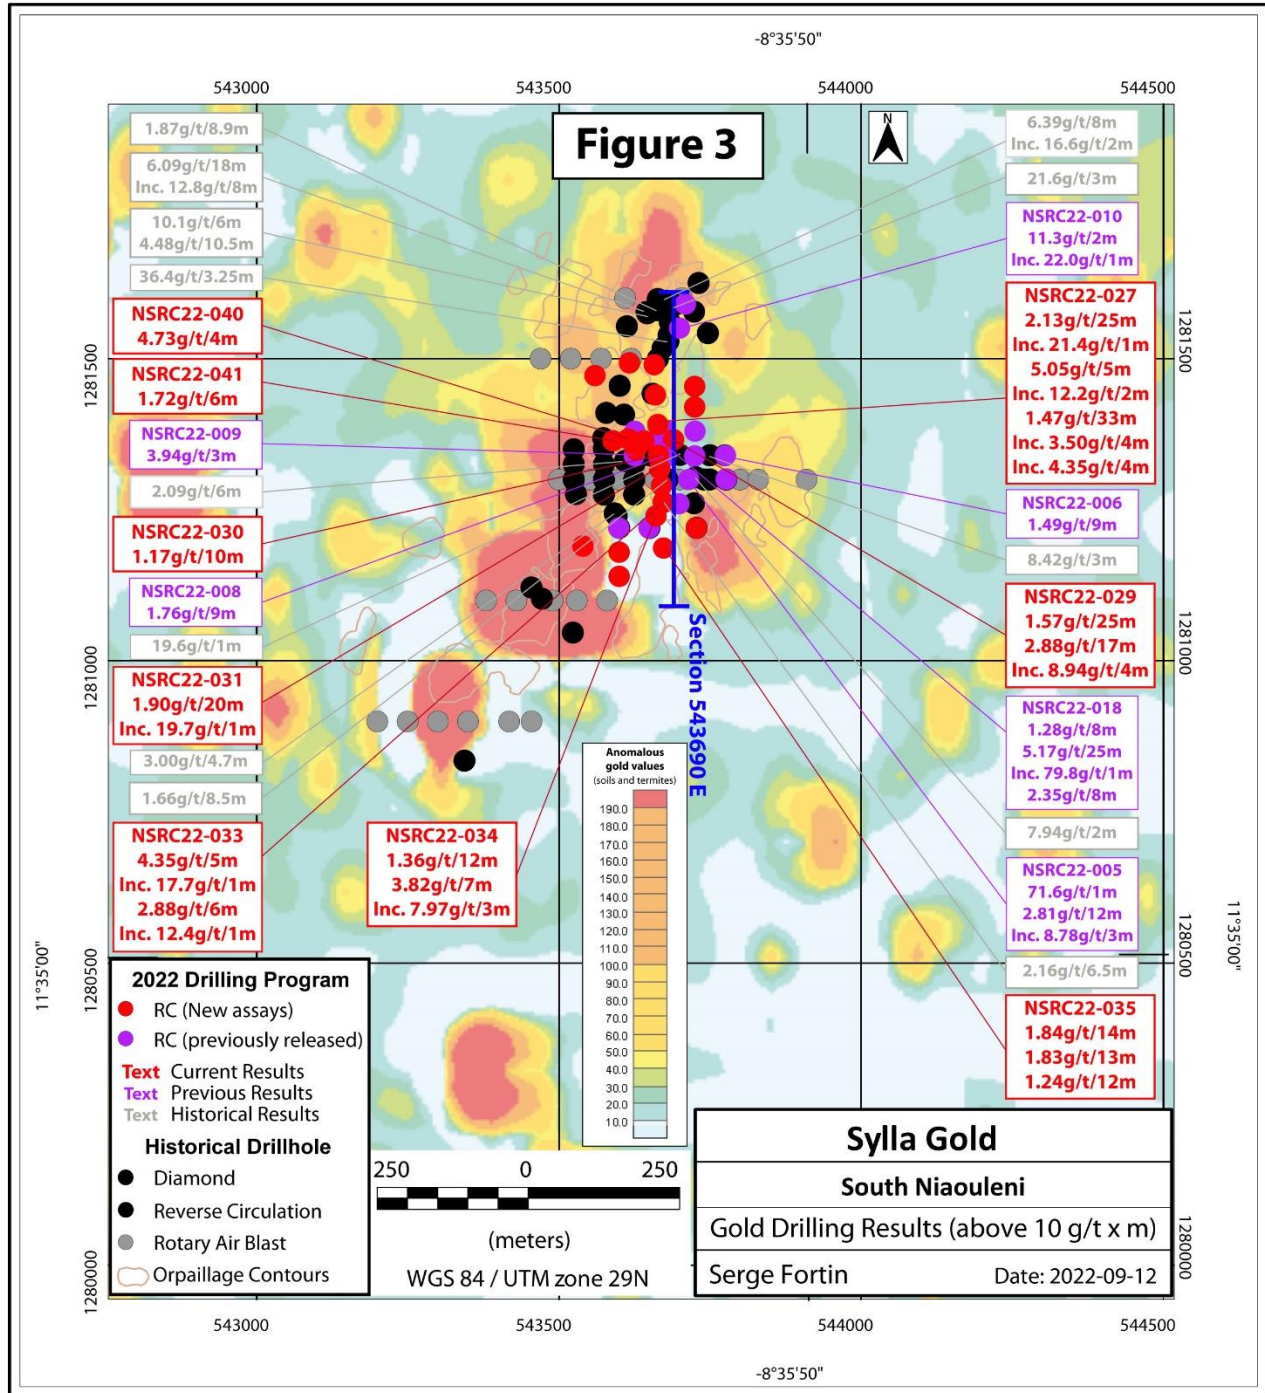 -8°35'50"
543000
543500
544000
544500
Figure 3
N
1.87g/t/8.9m
6.09g/t/18m
Inc. 12.8g/t/8m
10.1g/t/6m
4.48g/t/10.5m
36.4g/t/3.25m
NSRC22-040
4.73g/t/4m
NSRC22-041
1.72g/t/6m
NSRC22-009
3.94g/t/3m
2.09g/t/6m
NSRC22-030
1.17g/t/10m
NSRC22-008
1.76g/t/9m
19.6g/t/1m
NSRC22-031
1.90g/t/20m
Inc. 19.7g/t/1m
3.00g/t/4.7m
1.66g/t/8.5m
NSRC22-033
4.35g/t/5m
Inc. 17.7g/t/1m
2.88g/t/6m
Inc. 12.4g/t/1m
NSRC22-034
1.36g/t/12m
3.82g/t/7m
Inc. 7.97g/t/3m
6.39g/t/8m
Inc. 16.6g/t/2m
21.6g/t/3m
NSRC22-010
11.3g/t/2m
Inc. 22.0g/t/1m
NSRC22-027
2.13g/t/25m
Inc. 21.4g/t/1m
5.05g/t/5m
Inc. 12.2g/t/2m
1.47g/t/33m
Inc. 3.50g/t/4m
Inc. 4.35g/t/4m
NSRC22-006
1.49g/t/9m
8.42g/t/3m
NSRC22-029
1.57g/t/25m
2.88g/t/17m
Inc. 8.94g/t/4m
NSRC22-018
1.28g/t/8m
5.17g/t/25m
Inc. 79.8g/t/1m
2.35g/t/8m
7.94g/t/2m
NSRC22-005
71.6g/t/1m
2.81g/t/12m
Inc. 8.78g/t/3m
2.16g/t/6.5m
NSRC22-035
1.84g/t/14m
1.83g/t/13m
1.24g/t/12m
Section 543690 E
1281500
1281000
1280500
1280000
11°35'00"
1281500
1281000
1280500
1280000
11°35'00"
Anomalous
gold values
(soils and termites)
190.0
180.0
170.0
160.0
150.0
140.0
130.0
120.0
110.0
100.0
90.0
80.0
70.0
60.0
50.0
40.0
30.0
20.0
10.0
2022 Drilling Program
RC (New assays)
RC (previously released)
Text Current Results
Text Previous Results
Text Historical Results
Historical Drillhole
Diamond
Reverse Circulation
Rotary Air Blast
Orpaillage Contours
250 0 250
(meters)
WGS 84 / UTM zone 29N
Sylla Gold
South Niaouleni
Gold Drilling Results (above 10 g/t x m)
Serge Fortin Date: 2022-09-12
543000
543500
544000
544500
-8°35'50"